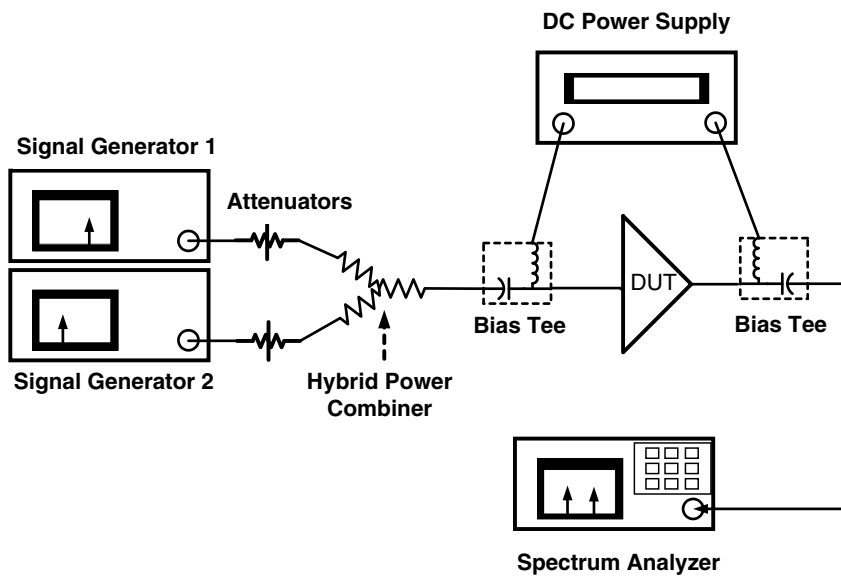 DC Power Supply
Signal Generator 1
Attenuators
DUT
Bias Tee
Bias Tee
Signal Generator 2
Hybrid Power
Combiner
Spectrum Analyzer